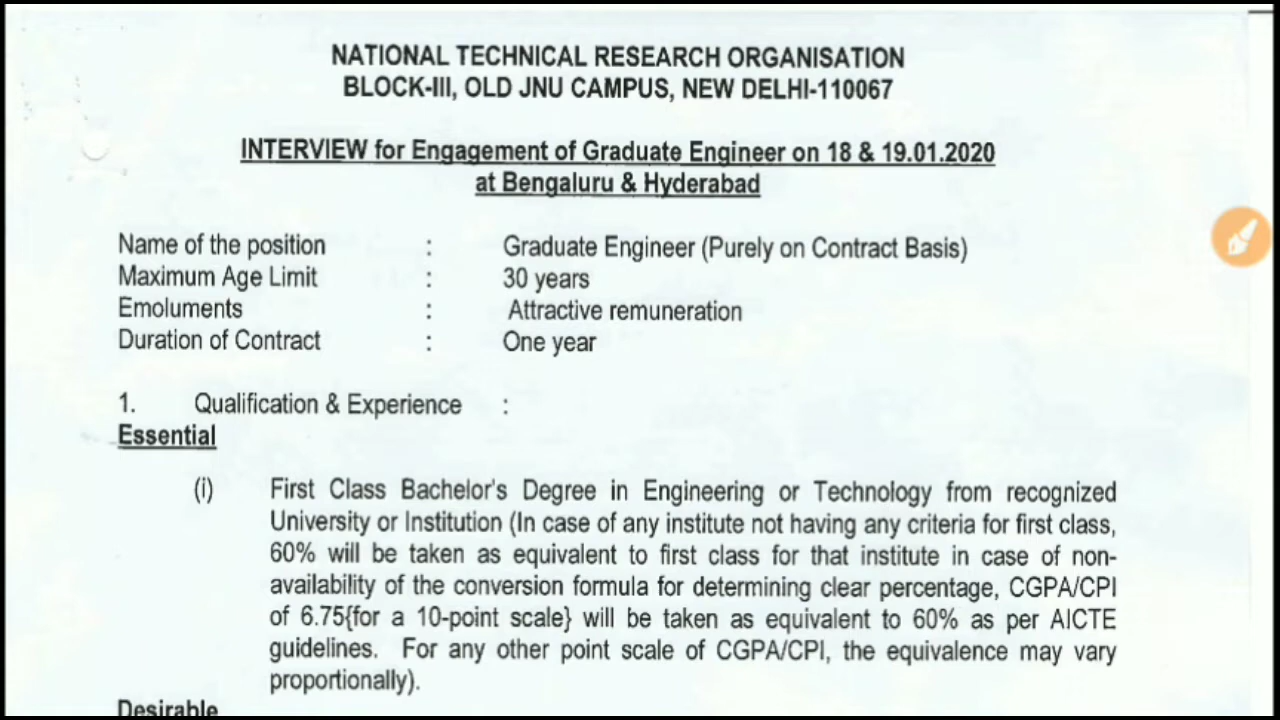 NATIONAL TECHNICAL RESEARCH ORGANISATION
BLOCK-III, OLD JNU CAMPUS, NEW DELHI-110067
INTERVIEW for Engagement of Graduate Engineer on 18 & 19.01.2020
at Bengaluru & Hyderabad
Name of the position : Graduate Engineer (Purely on Contract Basis)
Maximum Age Limit : 30 years
Emoluments : Attractive remuneration
Duration of Contract : One year
1. Qualification & Experience :
Essential
(i) First Class Bachelor's Degree in Engineering or Technology from recognized
University or Institution (In case of any institute not having any criteria for first class,
60% will be taken as equivalent to first class for that institute in case of non-
availability of the conversion formula for determining clear percentage, CGPA/CPI
of 6.75{for a 10-point scale} will be taken as equivalent to 60% as per AICTE
guidelines. For any other point scale of CGPA/CPI, the equivalence may vary
proportionally).
Desirable